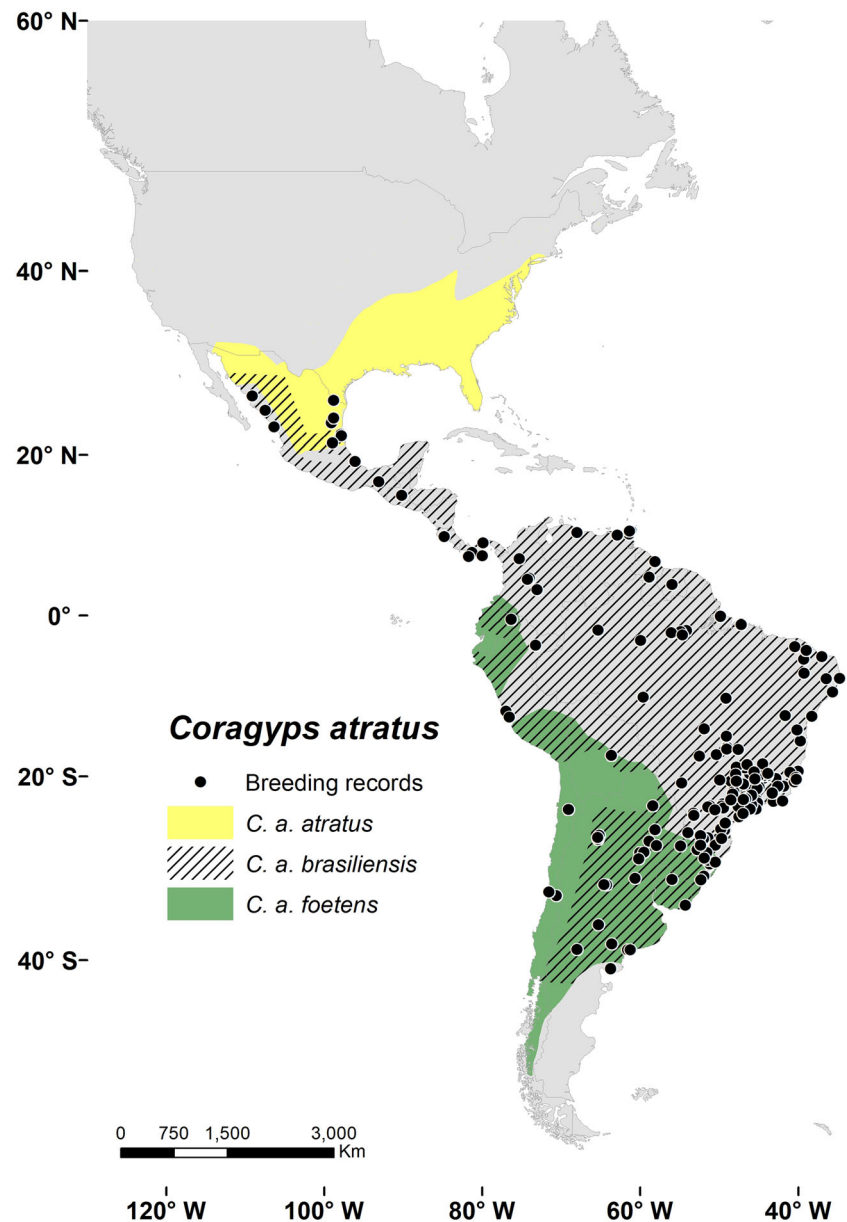 60° N
40° N
20° N
0°
Coragyps atratus
Breeding records
20° S
C. a. atratus
C. a. brasiliensis
C. a. foetens
40° S
0 750 1,500 3,000
Km
120° W 100° W 80° W 60° W 40° W